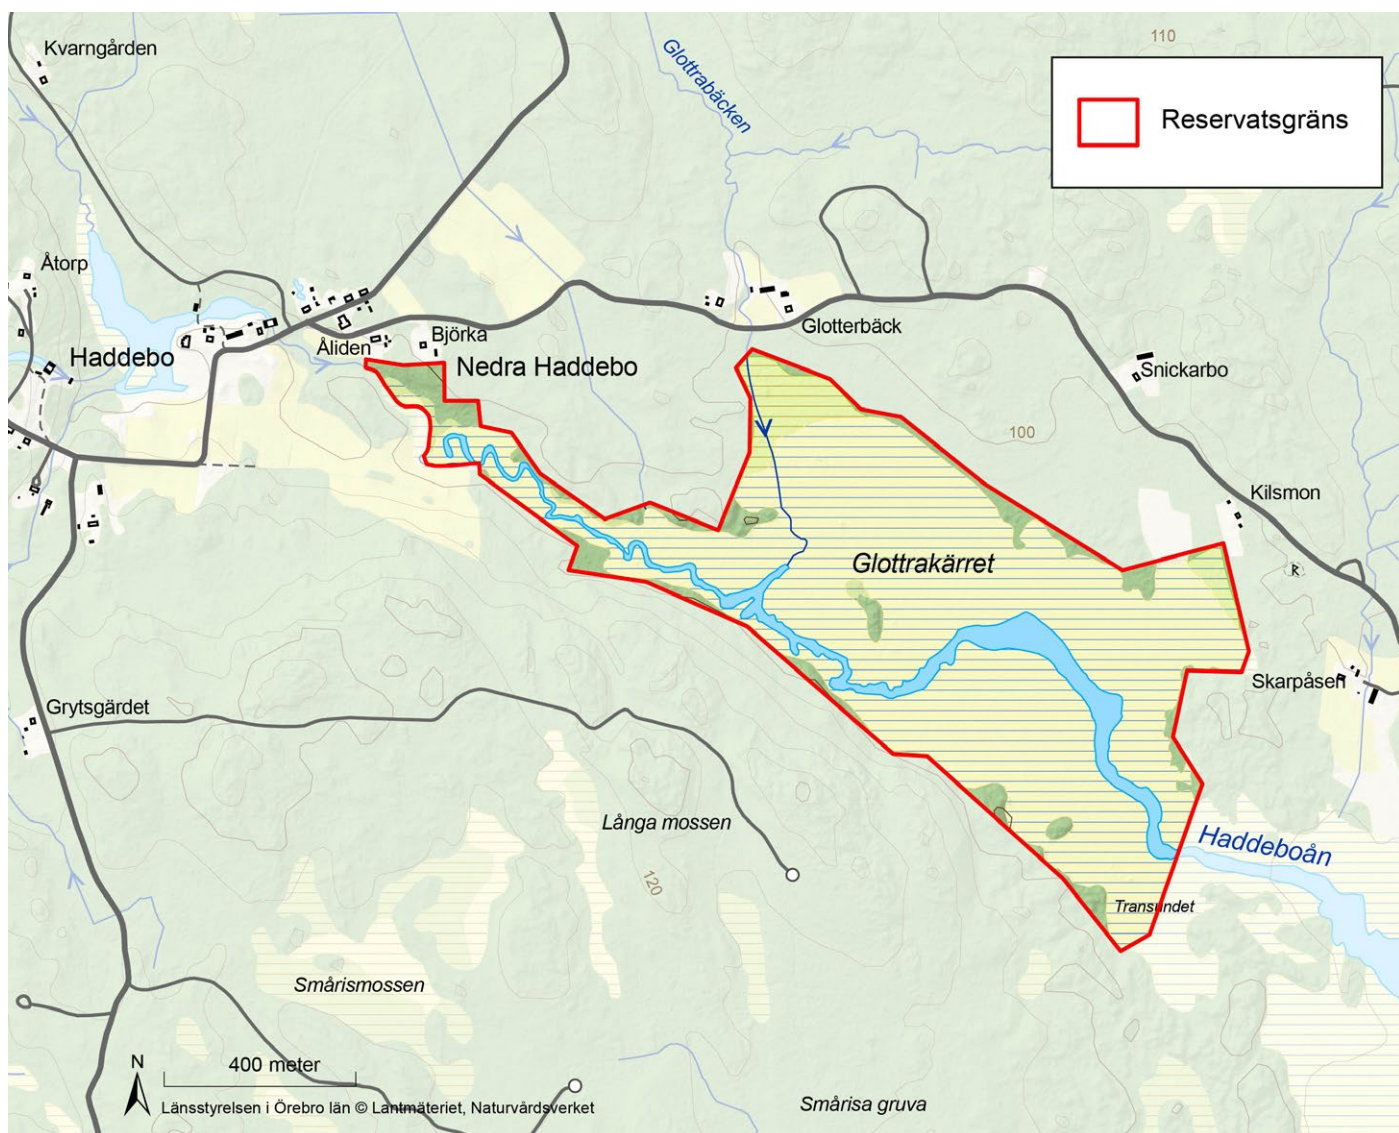 110
Kvarngården
Glottrabäcken
Reservatsgräns
Åtorp
Haddebo
Åliden
Björka
Nedra Haddebo
Glotterbäck
Snickarbo
100
Kilsmon
Glottrakärret
R
Skarpåsen
Grytsgärdet
Långa mossen
120
Haddeboån
Transundet
Smårismossen
N
400 meter
Länsstyrelsen i Örebro län © Lantmäteriet, Naturvårdsverket
Smårisa gruva